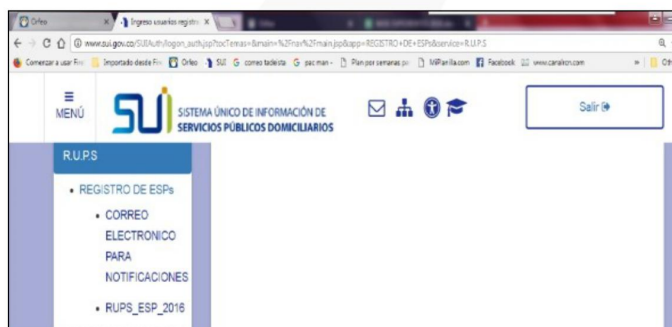 Orfeo
Ingreso usuarios registr
www.sui.gov.co/SUIAuth/logon_auth.jsp?tocTemas=&main=%2Fnav%2Fmain.jsp&app=REGISTRO+DE+ESPs&service=R.U.P.S
Comenzar a usar Fire Importado desde Fir Orfeo SUI G correo tadeista G pac man - Plan por semanas pa MiPlanilla.com Facebook www.canalrcn.com » Otr
MENÚ
sui
SISTEMA ÚNICO DE INFORMACIÓN DE
SERVICIOS PÚBLICOS DOMICILIARIOS
Salir
R.U.P.S
• REGISTRO DE ESPs
• CORREO
ELECTRONICO
PARA
NOTIFICACIONES
• RUPS_ESP_2016